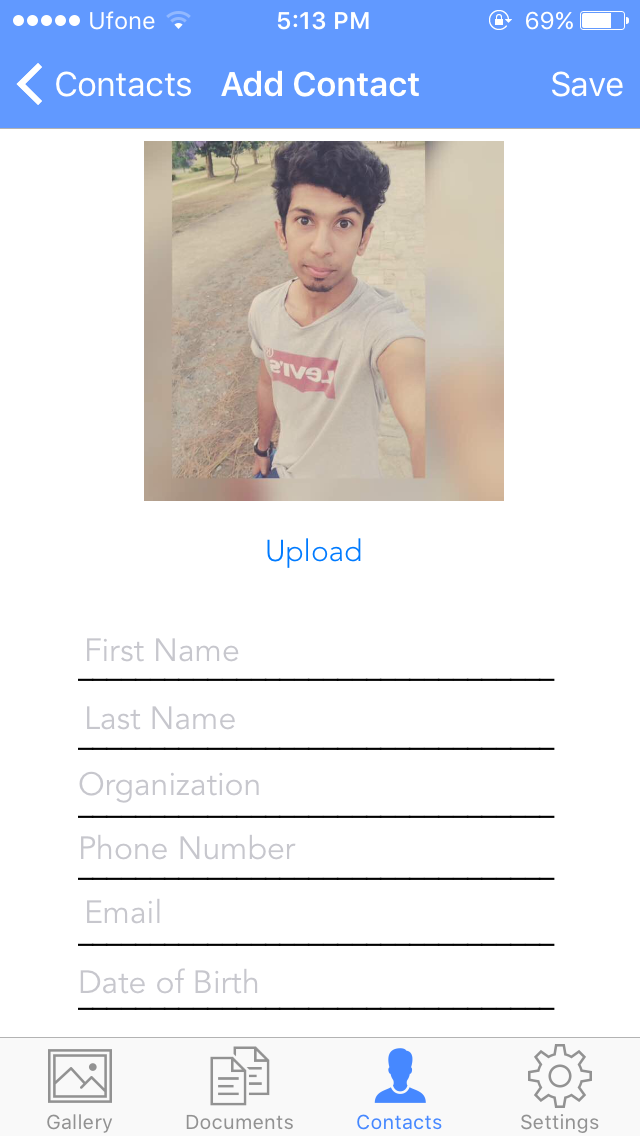 Ufone 5:13 PM 69%
Contacts Add Contact Save
LEVI'S
Upload
First Name
Last Name
Organization
Phone Number
Email
Date of Birth
Gallery Documents Contacts Settings